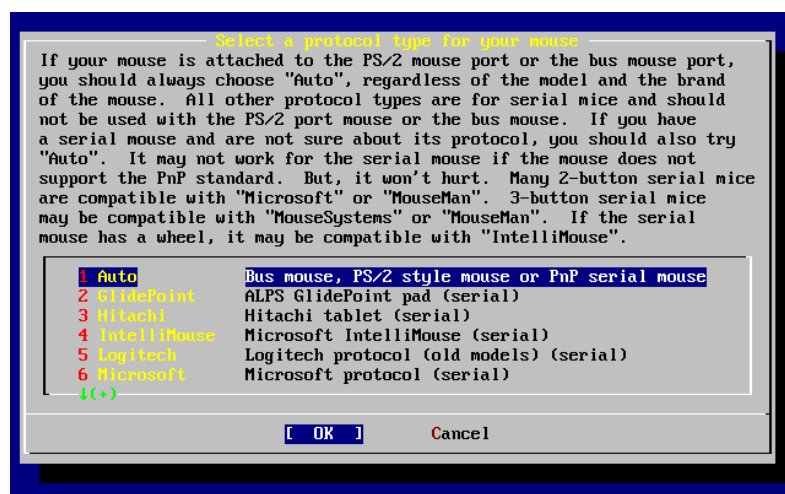 Select a protocol type for your mouse
If your mouse is attached to the PS/2 mouse port or the bus mouse port,
you should always choose "Auto", regardless of the model and the brand
of the mouse.  All other protocol types are for serial mice and should
not be used with the PS/2 port mouse or the bus mouse.  If you have
a serial mouse and are not sure about its protocol, you should also try
"Auto".  It may not work for the serial mouse if the mouse does not
support the PnP standard.  But, it won't hurt.  Many 2-button serial mice
are compatible with "Microsoft" or "MouseMan".  3-button serial mice
may be compatible with "MouseSystems" or "MouseMan".  If the serial
mouse has a wheel, it may be compatible with "IntelliMouse".
1 Auto Bus mouse, PS/2 style mouse or PnP serial mouse
2 GlidePoint ALPS GlidePoint pad (serial)
3 Hitachi Hitachi tablet (serial)
4 IntelliMouse Microsoft IntelliMouse (serial)
5 Logitech Logitech protocol (old models) (serial)
6 Microsoft Microsoft protocol (serial)
↓(+)
[ OK ] Cancel